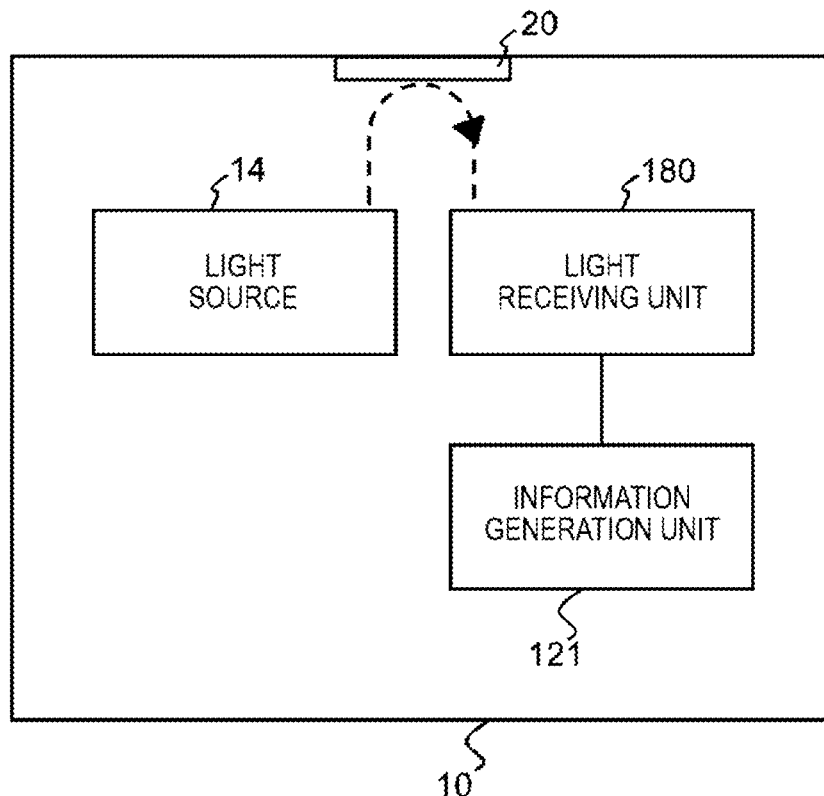 20
14
180
LIGHT
SOURCE
LIGHT
RECEIVING UNIT
INFORMATION
GENERATION UNIT
121
10